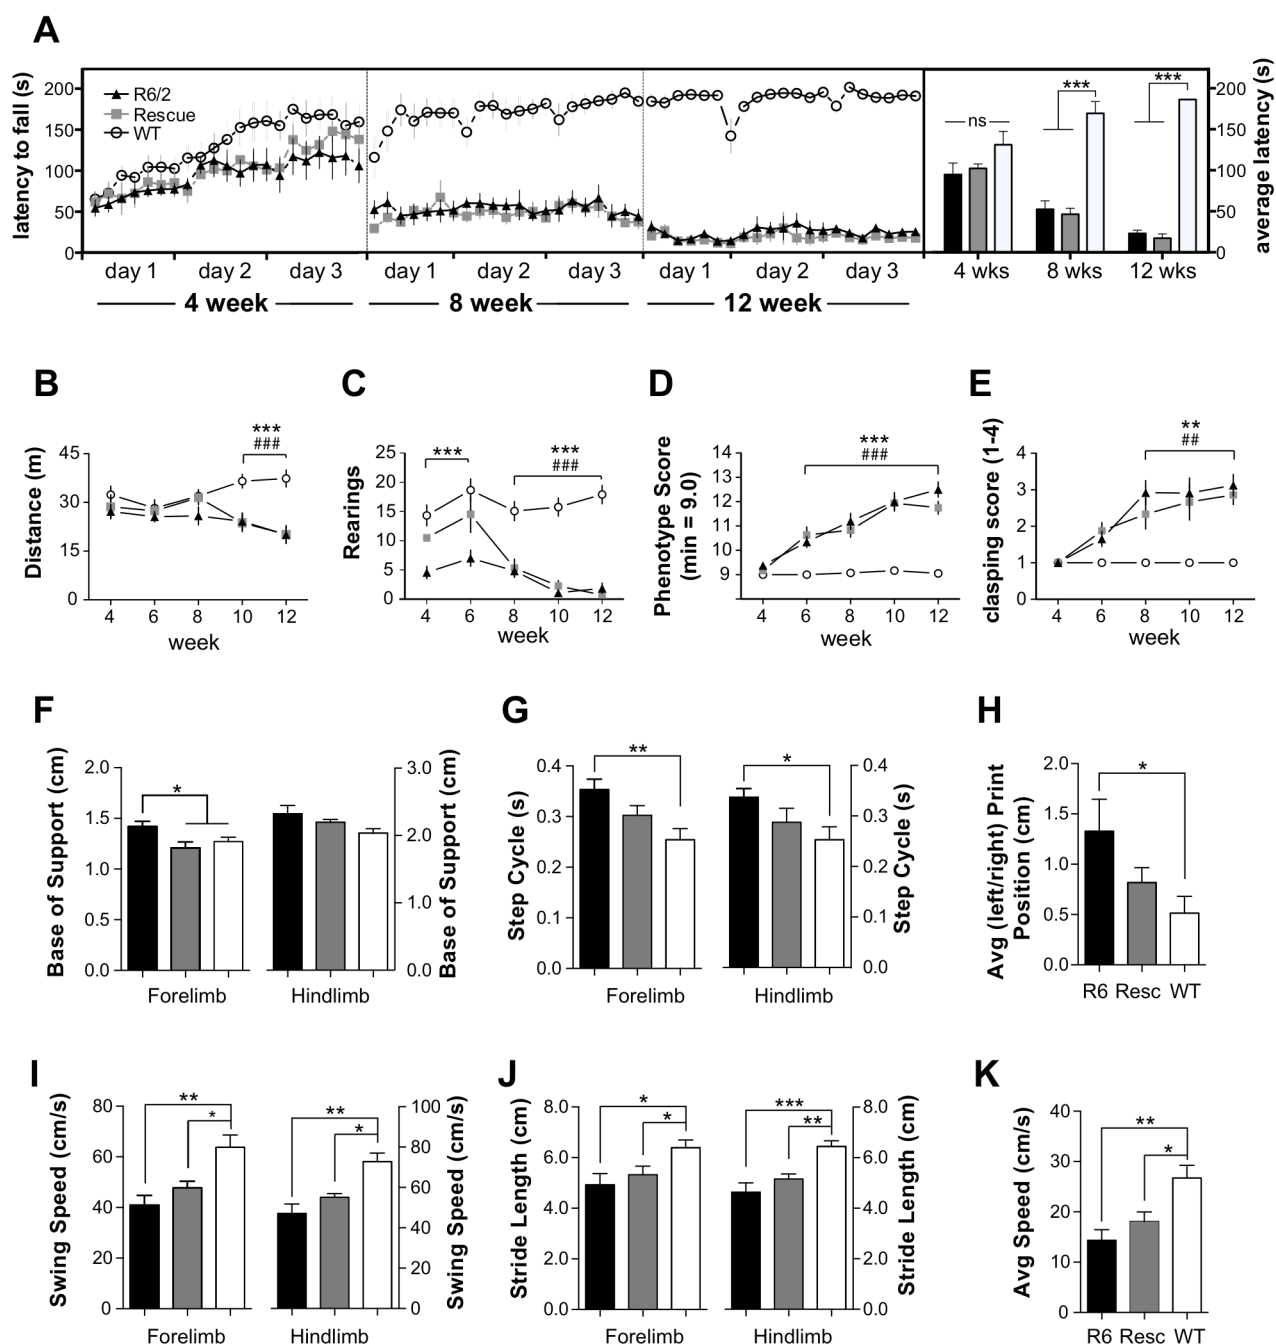 A
latency to fall (s)
200
150
100
50
0
R6/2
Rescue
WT
ns
***
***
200
150
100
50
0
average latency (s)
day 1 day 2 day 3 day 1 day 2 day 3 day 1 day 2 day 3
4 wks 8 wks 12 wks
4 week 8 week 12 week
B
Distance (m)
45
30
15
0
***
###
4 6 8 10 12
week
C
Rearings
25
20
15
10
5
0
***
***
###
4 6 8 10 12
week
D
Phenotype Score
(min = 9.0)
14
13
12
11
10
9
***
###
4 6 8 10 12
week
E
clasping score (1-4)
4
3
2
1
0
**
##
4 6 8 10 12
week
F
Base of Support (cm)
2.0
1.5
1.0
0.5
0.0
*
Forelimb
Hindlimb
3.0
2.0
1.0
0.0
Base of Support (cm)
G
Step Cycle (s)
0.4
0.3
0.2
0.1
0.0
**
Forelimb
*
Hindlimb
0.4
0.3
0.2
0.1
0.0
Step Cycle (s)
H
Avg (left/right) Print
Position (cm)
2.0
1.5
1.0
0.5
0.0
*
R6 Resc WT
I
Swing Speed (cm/s)
80
60
40
20
0
**
*
Forelimb
**
*
Hindlimb
100
80
60
40
20
0
Swing Speed (cm/s)
J
Stride Length (cm)
8.0
6.0
4.0
2.0
0.0
*
*
Forelimb
***
**
Hindlimb
8.0
6.0
4.0
2.0
0.0
Stride Length (cm)
K
Avg Speed (cm/s)
40
30
20
10
0
**
*
R6 Resc WT